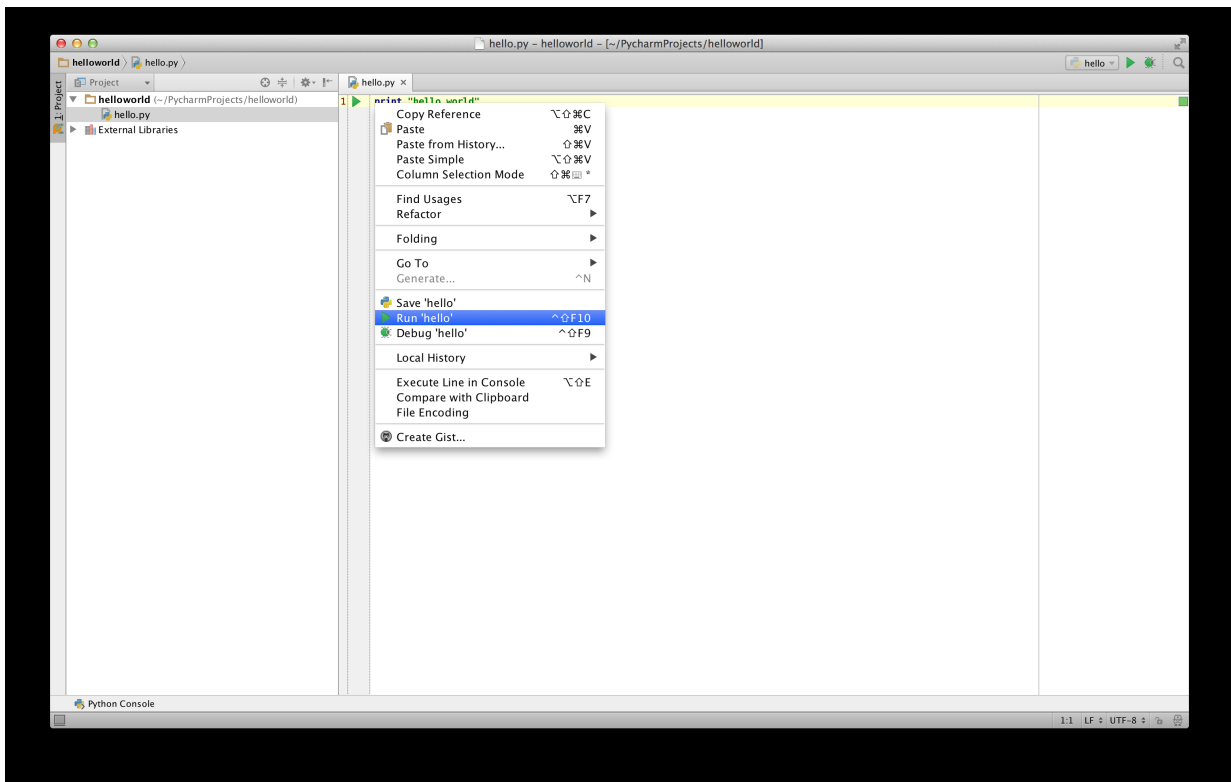 hello.py – helloworld – [~/PycharmProjects/helloworld]
helloworld hello.py hello
1: Project
Project
hello.py ×
helloworld (~/PycharmProjects/helloworld)
hello.py
External Libraries
1 print "hello world"
Copy Reference ⌥⇧⌘C
Paste ⌘V
Paste from History... ⇧⌘V
Paste Simple ⌥⇧⌘V
Column Selection Mode ⇧⌘⌨ *
Find Usages ⌥F7
Refactor
Folding
Go To
Generate... ^N
Save 'hello'
Run 'hello' ^⇧F10
Debug 'hello' ^⇧F9
Local History
Execute Line in Console ⌥⇧E
Compare with Clipboard
File Encoding
Create Gist...
Python Console
1:1 LF UTF-8